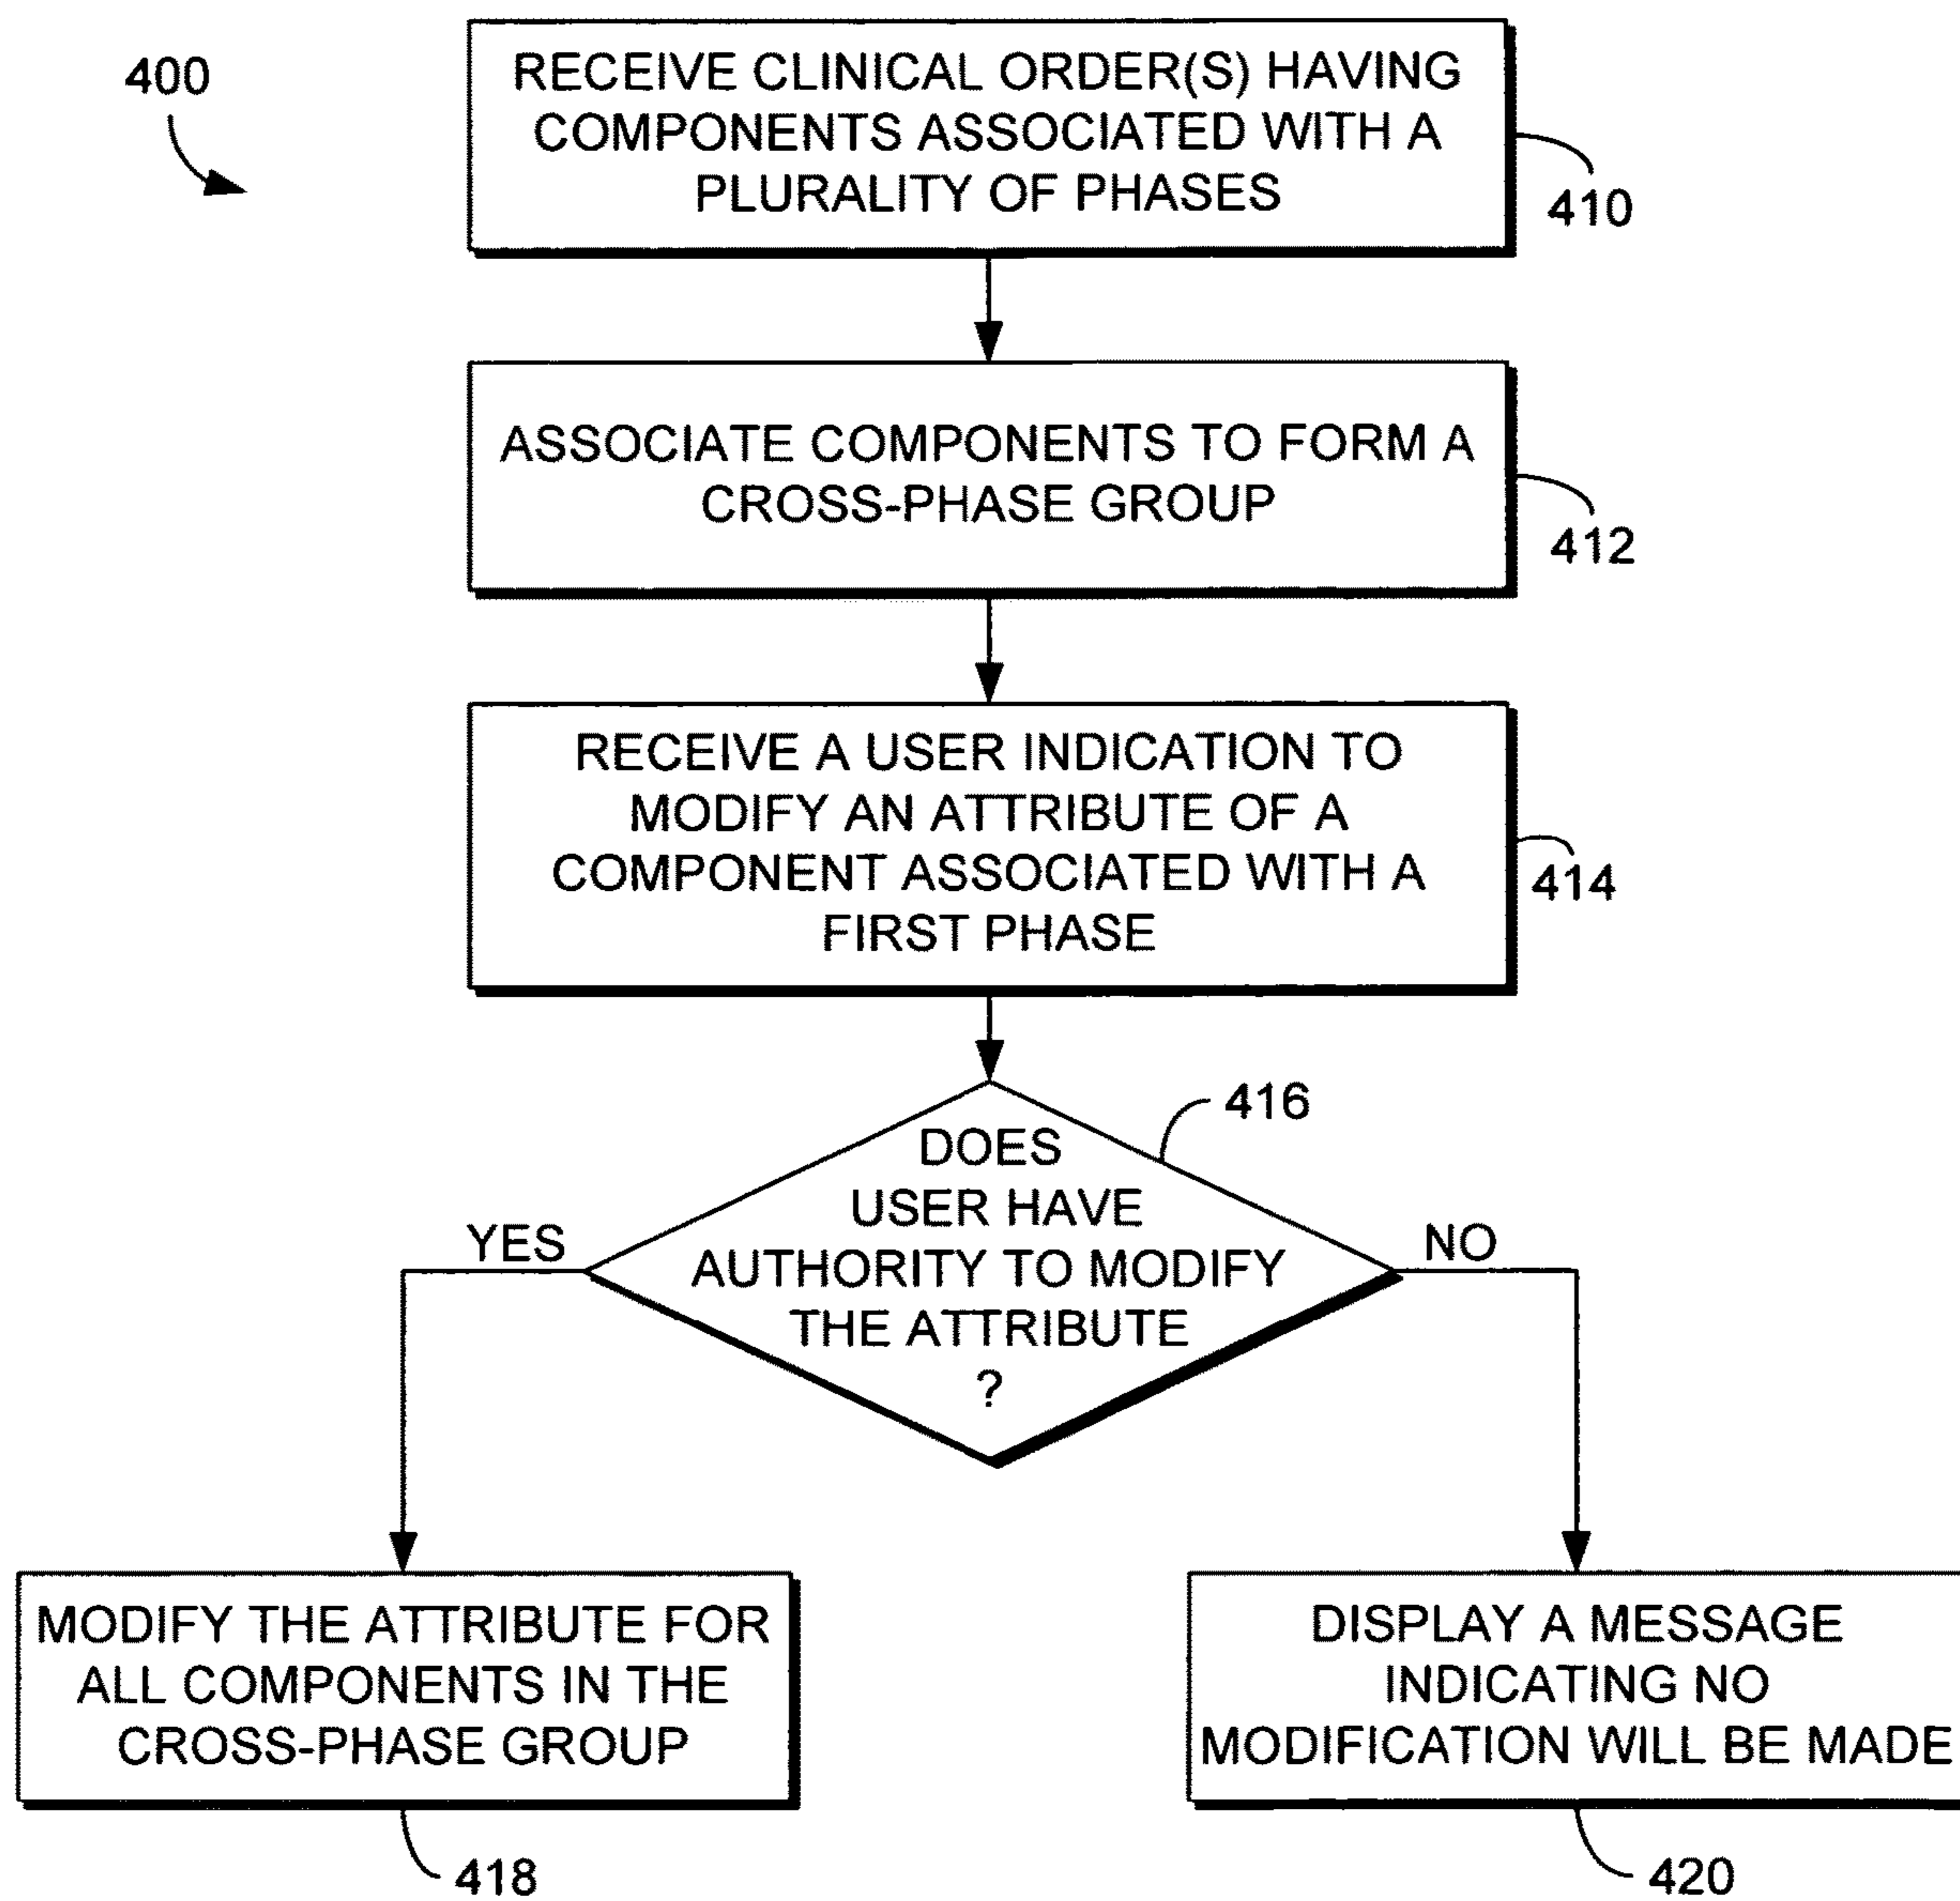 400
RECEIVE CLINICAL ORDER(S) HAVING
COMPONENTS ASSOCIATED WITH A
PLURALITY OF PHASES
410
ASSOCIATE COMPONENTS TO FORM A
CROSS-PHASE GROUP
412
RECEIVE A USER INDICATION TO
MODIFY AN ATTRIBUTE OF A
COMPONENT ASSOCIATED WITH A
FIRST PHASE
414
416
DOES
USER HAVE
AUTHORITY TO MODIFY
THE ATTRIBUTE
?
YES
NO
MODIFY THE ATTRIBUTE FOR
ALL COMPONENTS IN THE
CROSS-PHASE GROUP
418
DISPLAY A MESSAGE
INDICATING NO
MODIFICATION WILL BE MADE
420